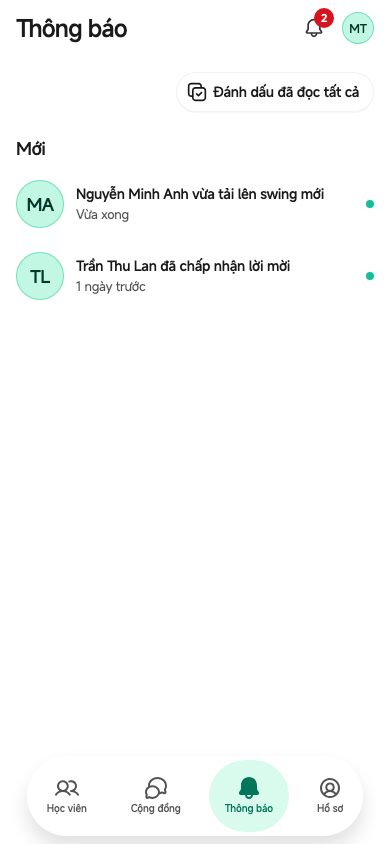 Thông báo
2
MT
Đánh dấu đã đọc tất cả
Mới
MA
Nguyễn Minh Anh vừa tải lên swing mới
Vừa xong
TL
Trần Thu Lan đã chấp nhận lời mời
1 ngày trước
Học viên
Cộng đồng
Thông báo
Hồ sơ